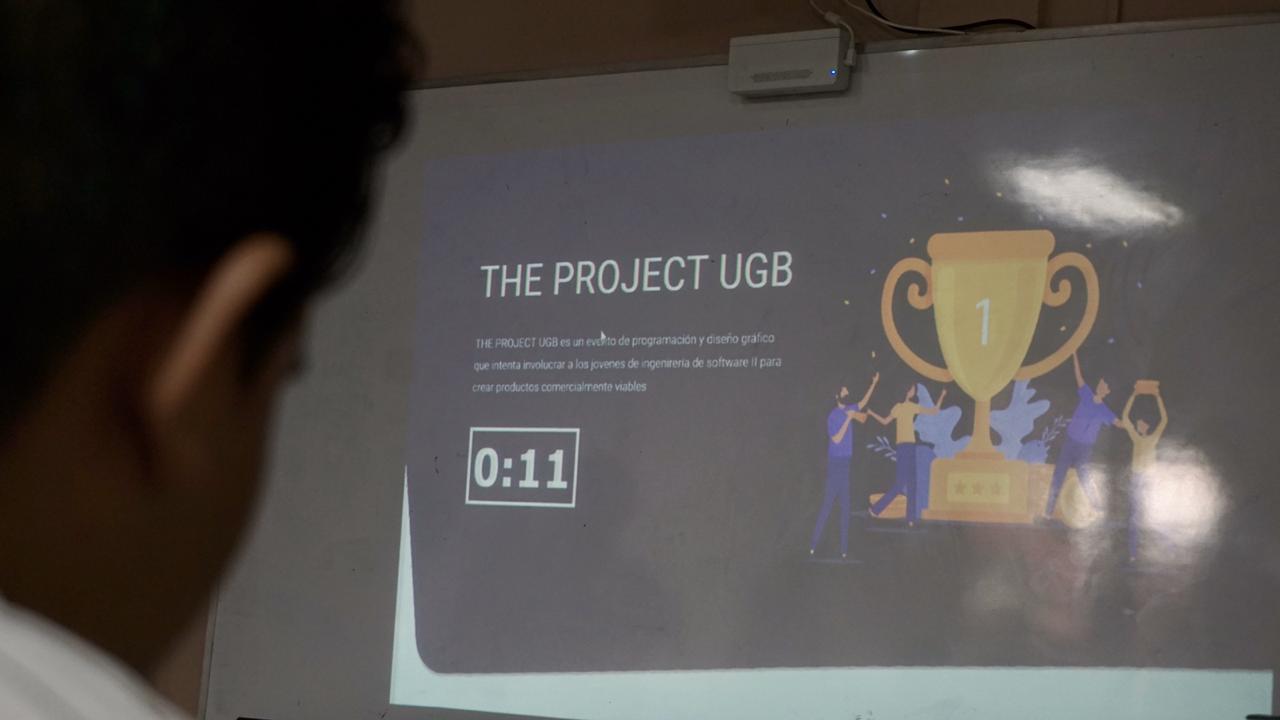 THE PROJECT UGB
THE PROJECT UGB es un evento de programación y diseño gráfico
que intenta involucrar a los jovenes de ingenireria de software II para
crear productos comercialmente viables
0:11
1